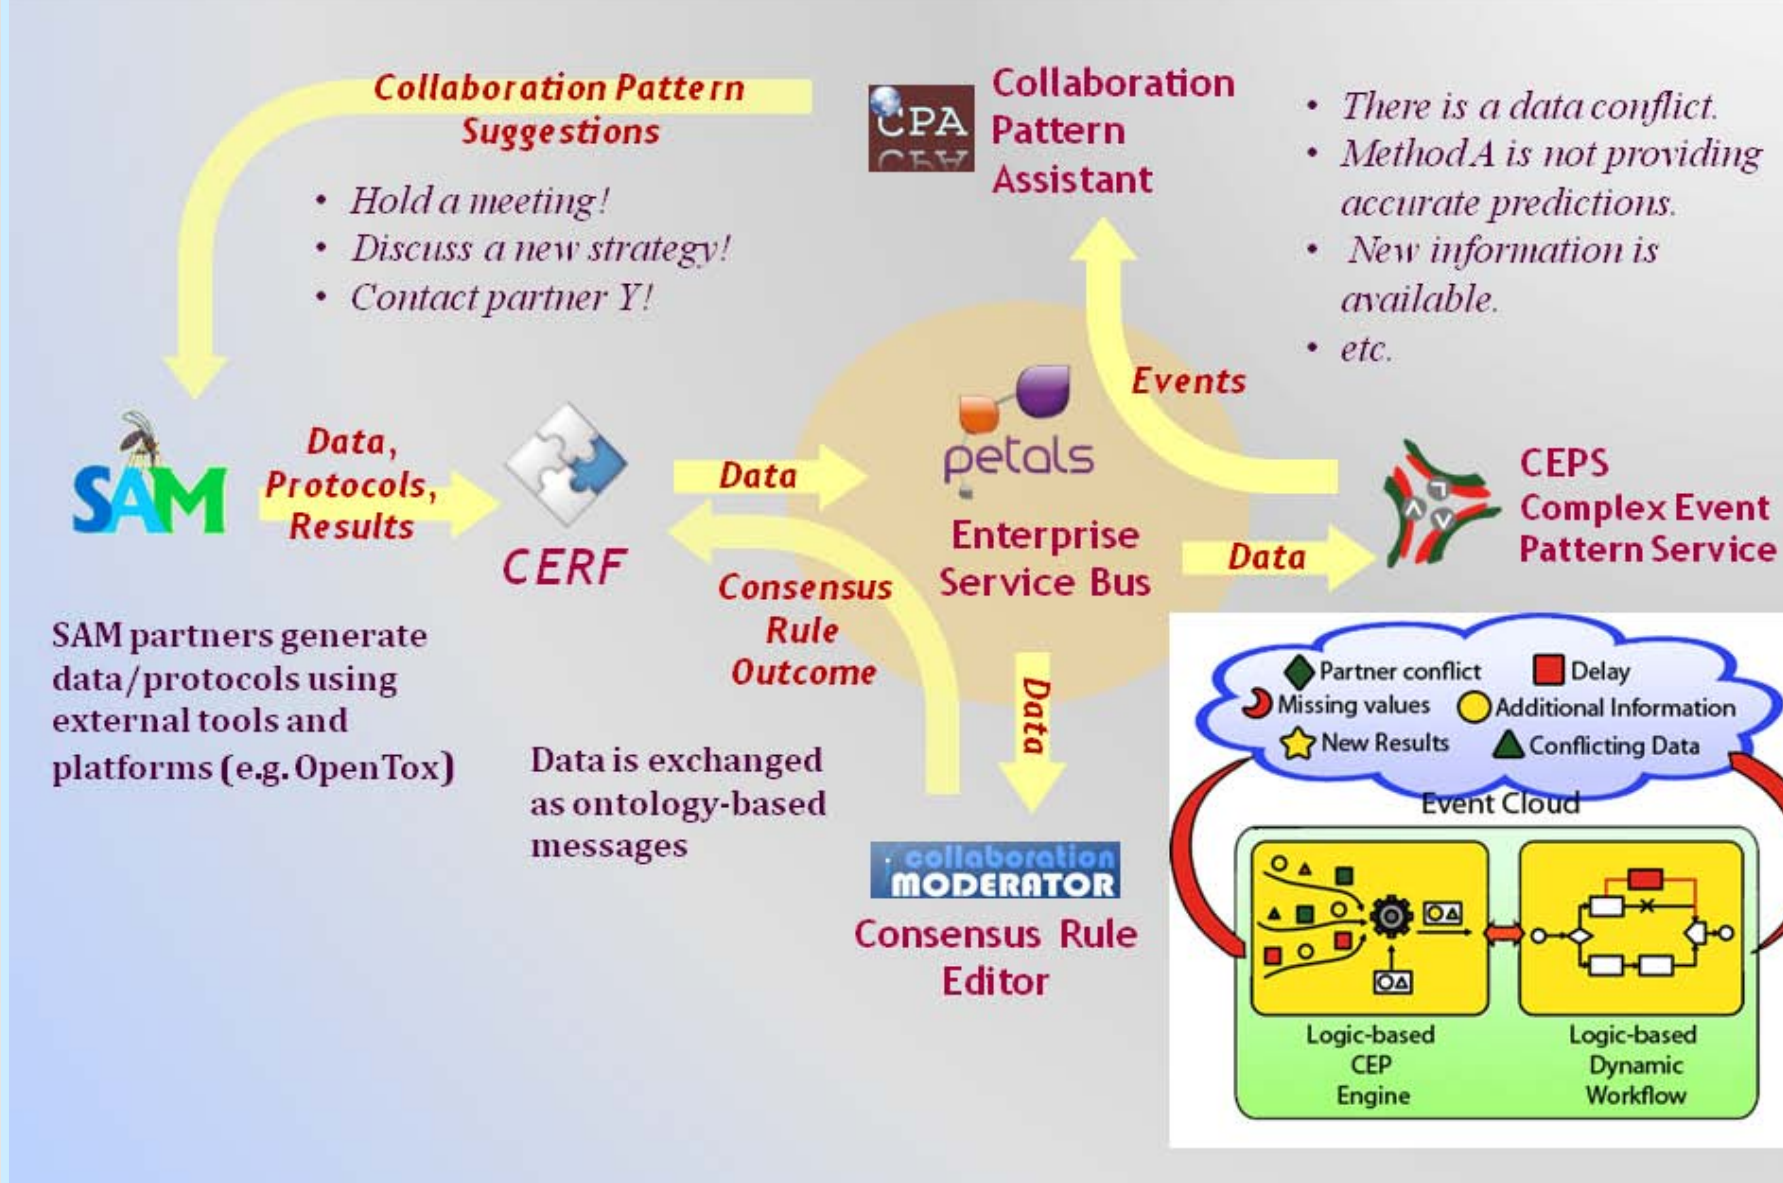 Collaboration Pattern
Suggestions
• Hold a meeting!
• Discuss a new strategy!
• Contact partner Y!
CPA
Collaboration
Pattern
Assistant
• There is a data conflict.
• Method A is not providing
accurate predictions.
• New information is
available.
• etc.
Events
SAM
Data,
Protocols,
Results
CERF
Data
petals
Enterprise
Service Bus
Data
CEPS
Complex Event
Pattern Service
Consensus
Rule
Outcome
Data
SAM partners generate
data/protocols using
external tools and
platforms (e.g. OpenTox)
Data is exchanged
as ontology-based
messages
collaboration
MODERATOR
Consensus Rule
Editor
Partner conflict
Delay
Missing values
Additional Information
New Results
Conflicting Data
Event Cloud
Logic-based
CEP
Engine
Logic-based
Dynamic
Workflow